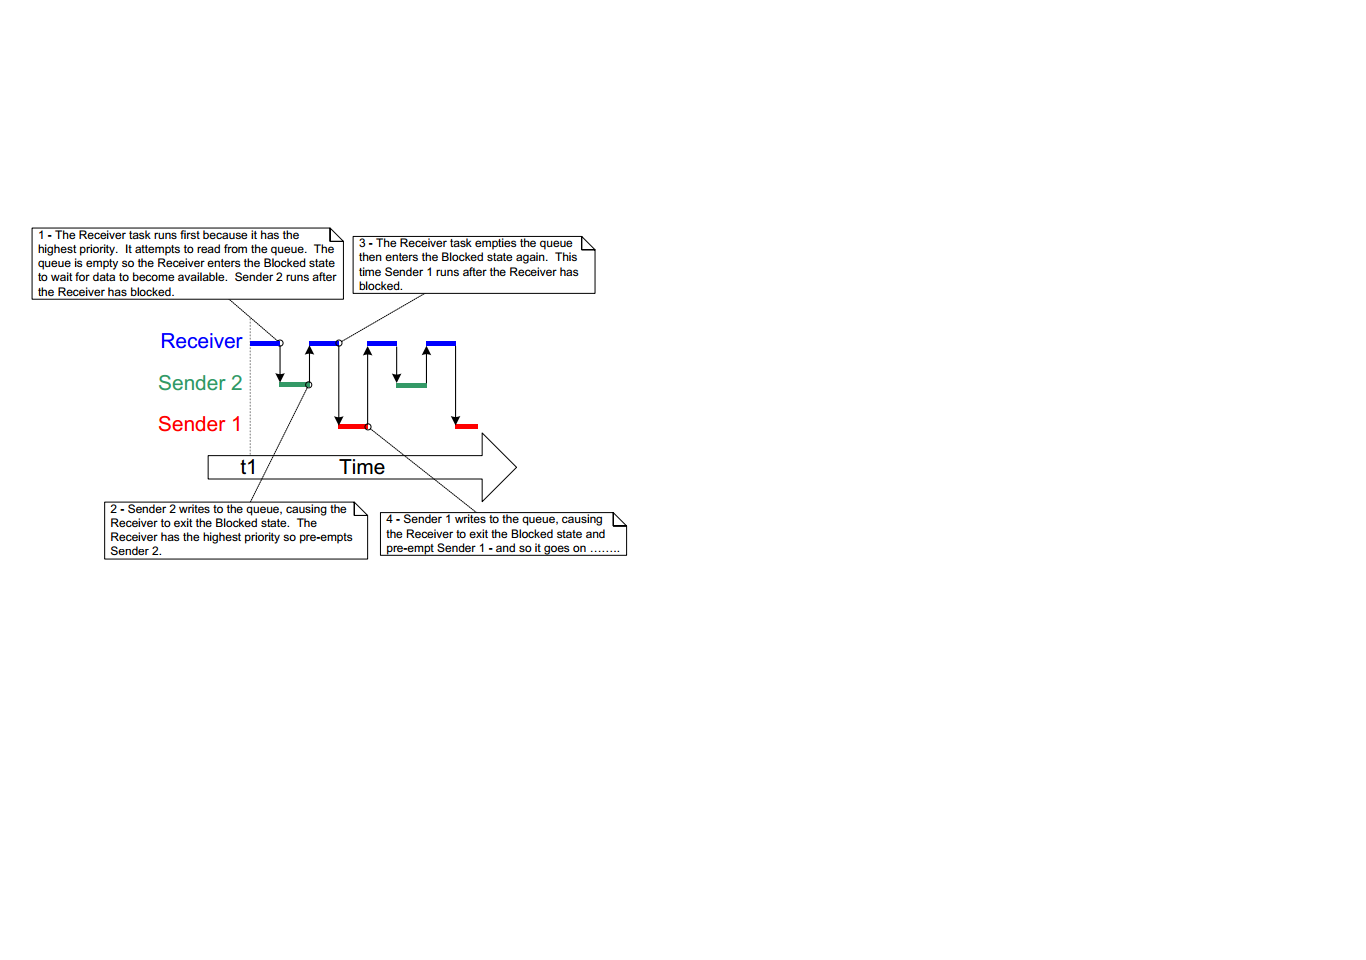 1 - The Receiver task runs first because it has the
highest priority.  It attempts to read from the queue.  The
queue is empty so the Receiver enters the Blocked state
to wait for data to become available.  Sender 2 runs after
the Receiver has blocked.
3 - The Receiver task empties the queue
then enters the Blocked state again.  This
time Sender 1 runs after the Receiver has
blocked.
Receiver
Sender 2
Sender 1
t1
Time
2 - Sender 2 writes to the queue, causing the
Receiver to exit the Blocked state.  The
Receiver has the highest priority so pre-empts
Sender 2.
4 - Sender 1 writes to the queue, causing
the Receiver to exit the Blocked state and
pre-empt Sender 1 - and so it goes on ........